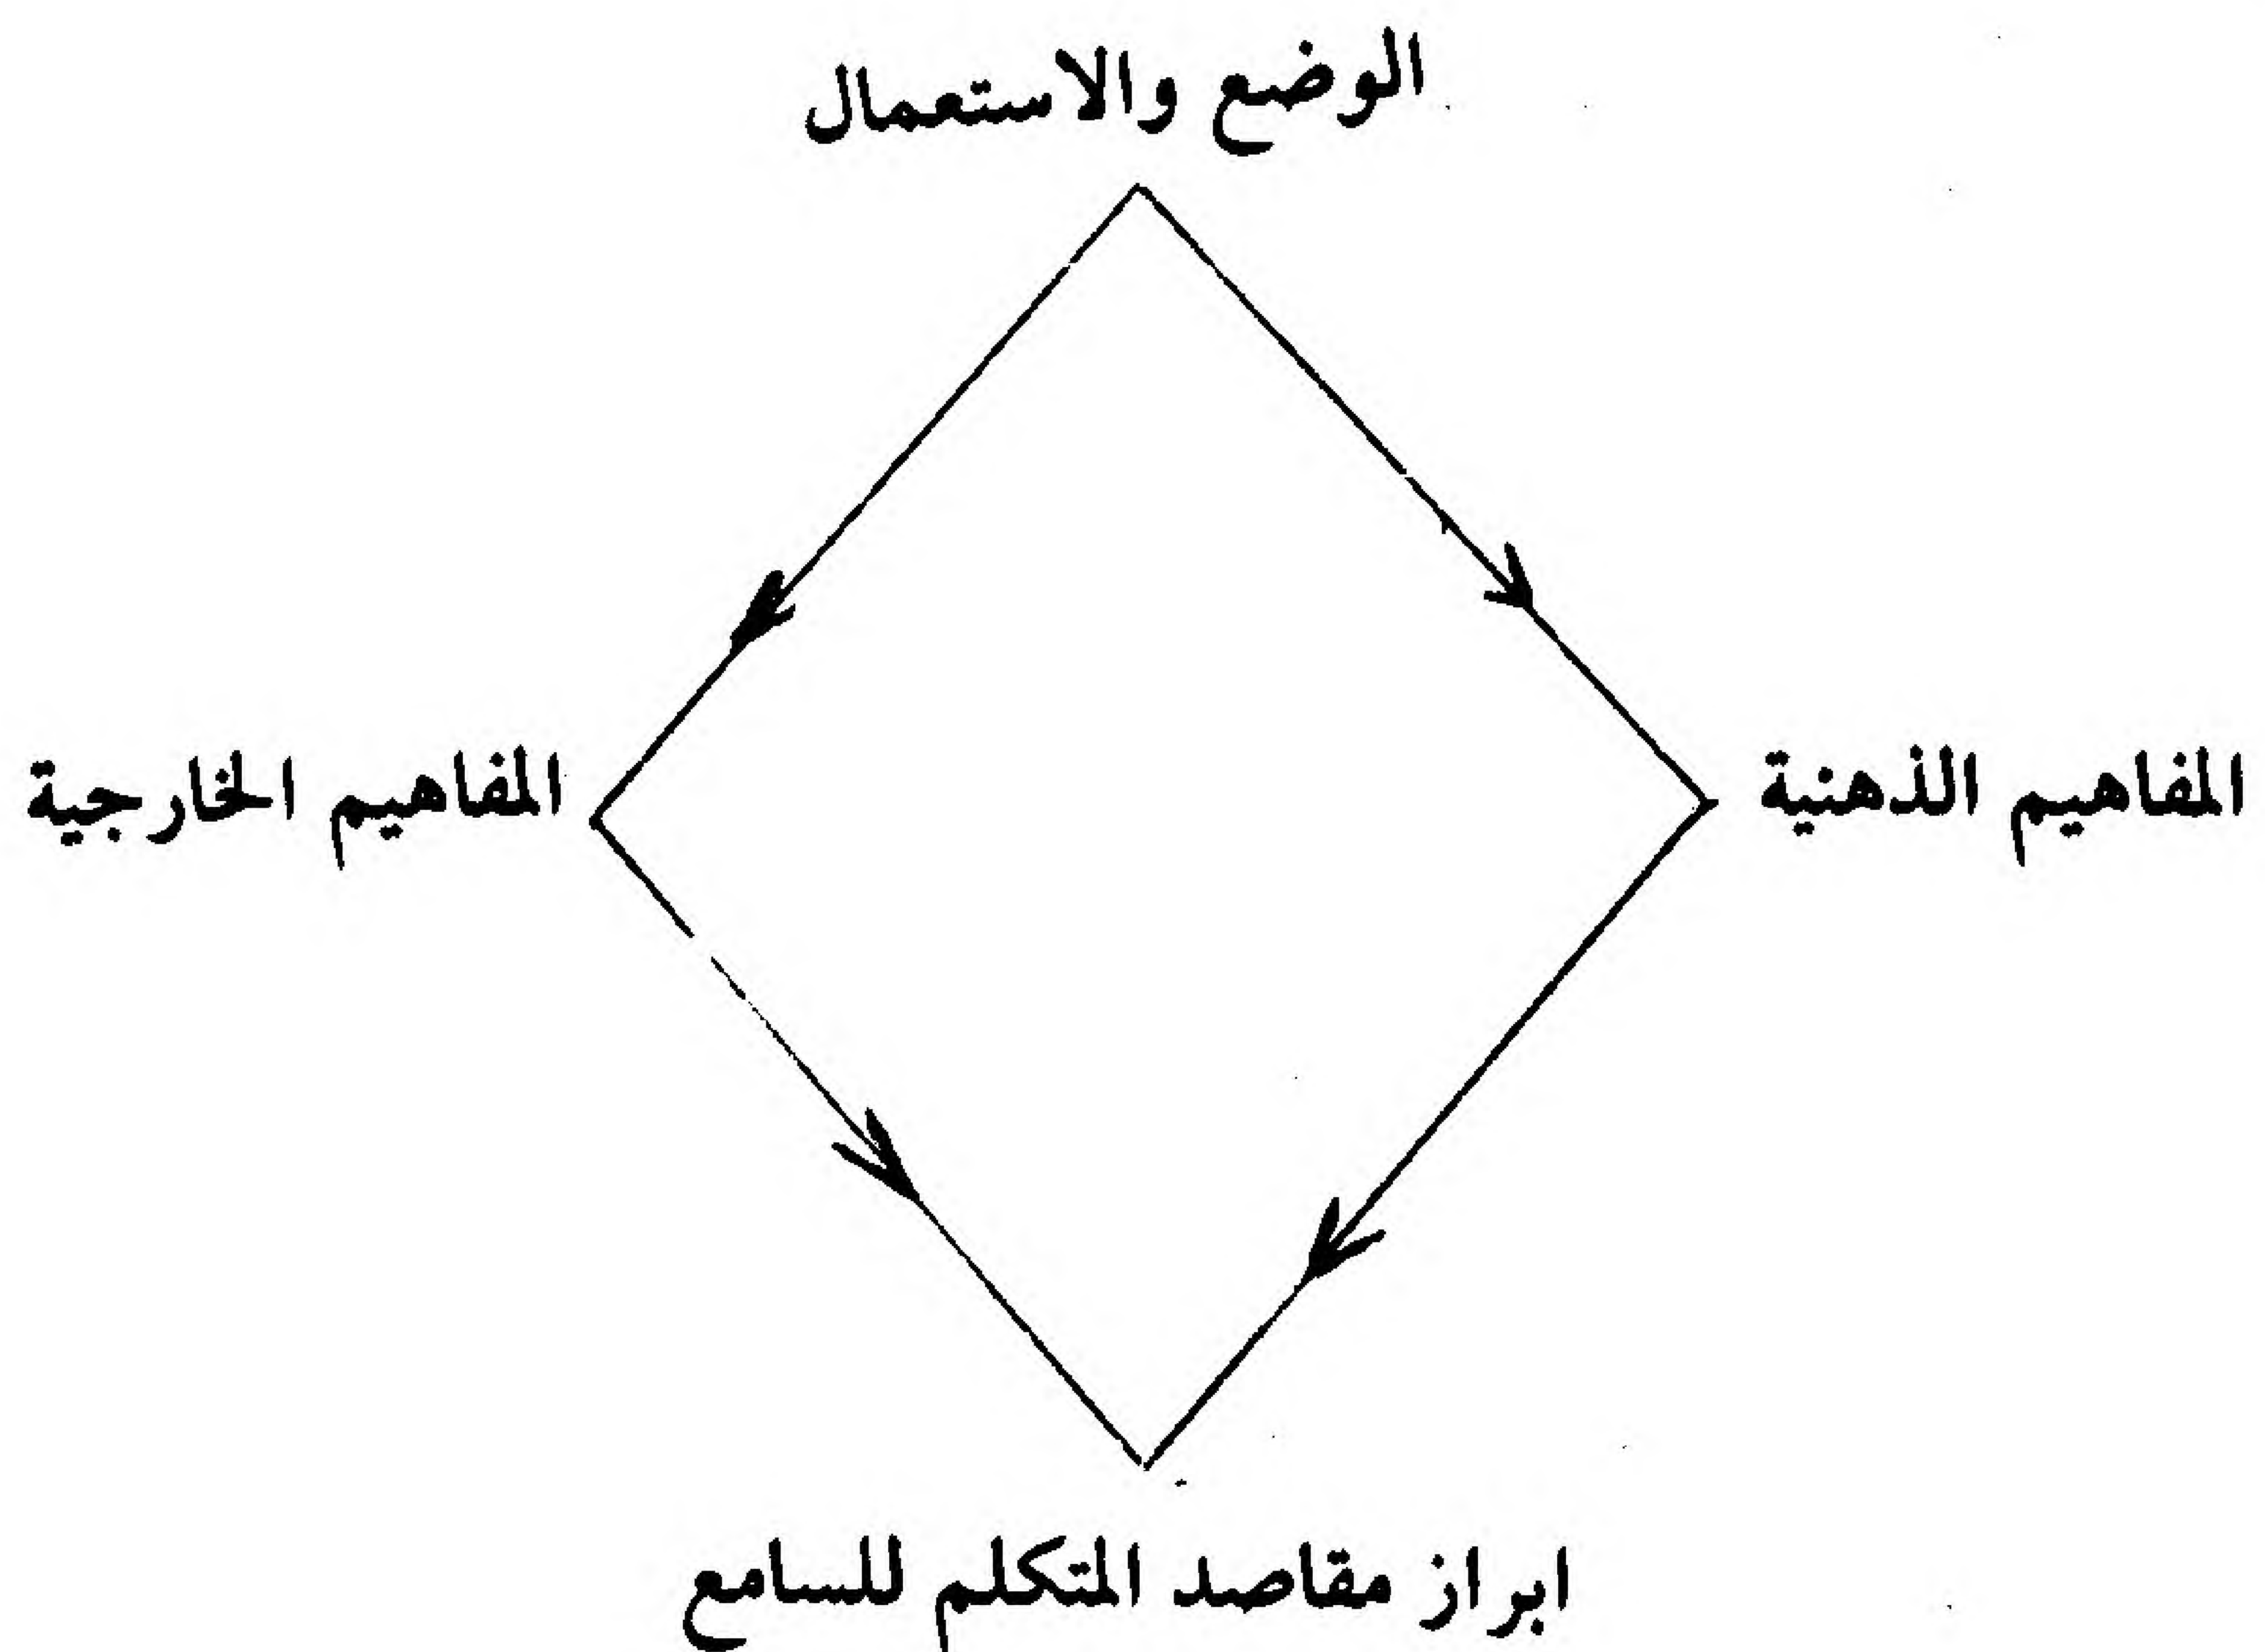 الوضع والاستعمال
المفاهيم الذهنية
المفاهيم الخارجية
ابراز مقاصد المتكلم للسامع